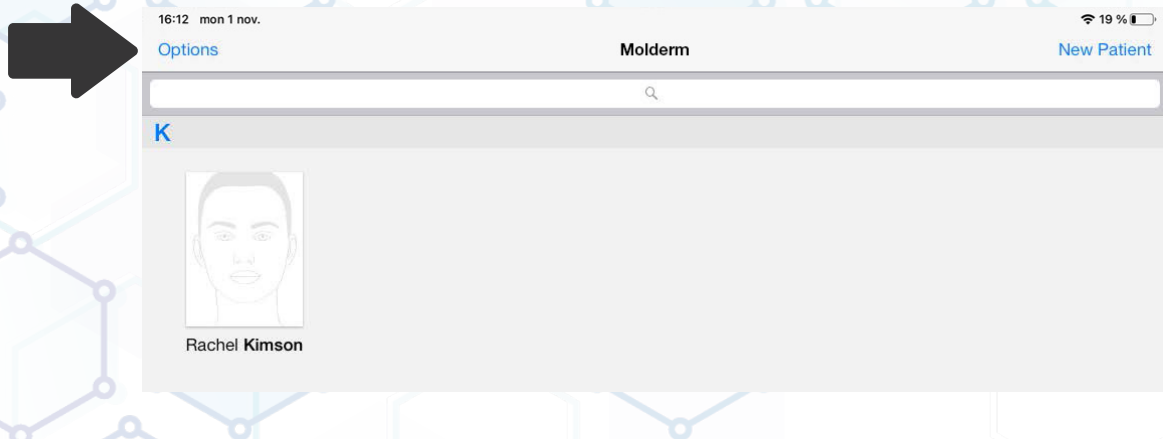 16:12 mon 1 nov.
19 %
Options
Molderm
New Patient
K
Rachel Kimson